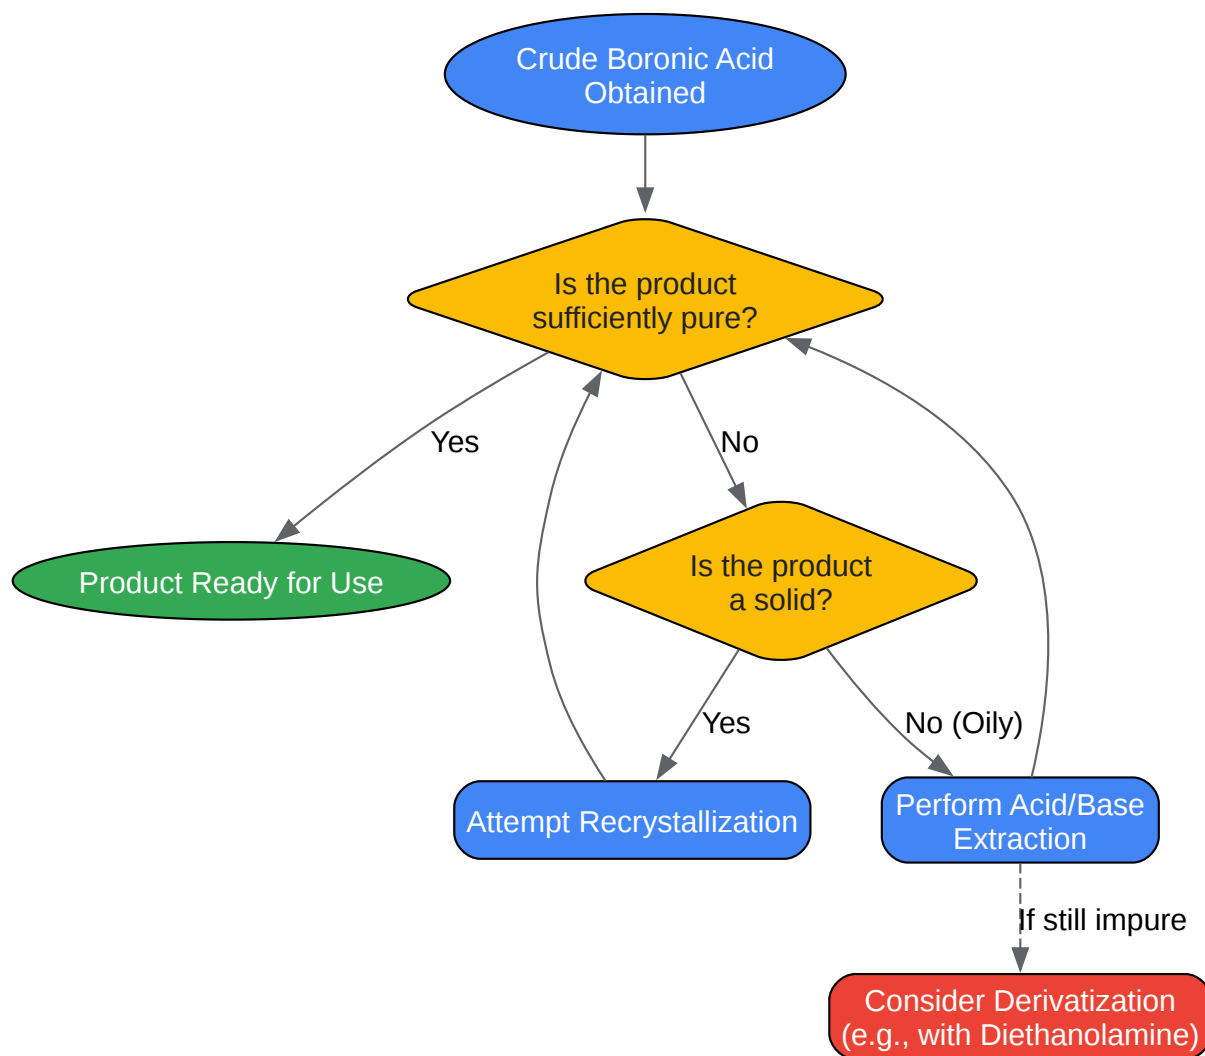 Crude Boronic Acid
Obtained
Is the product
sufficiently pure?
Yes
No
Product Ready for Use
Is the product
a solid?
Yes
No (Oily)
Attempt Recrystallization
Perform Acid/Base
Extraction
If still impure
Consider Derivatization
(e.g., with Diethanolamine)